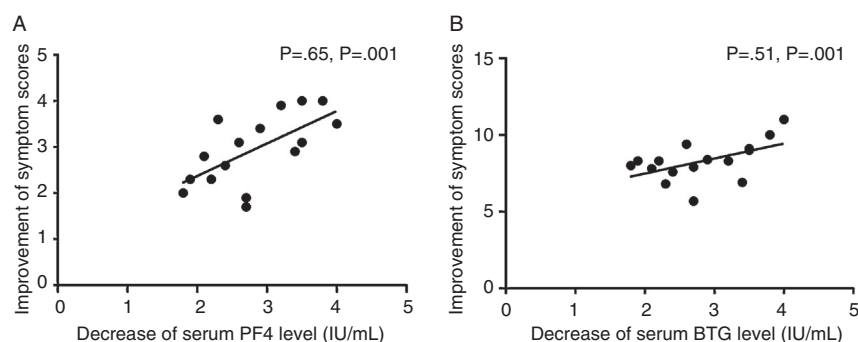 A
Improvement of symptom scores
P=.65, P=.001
5
4
3
2
1
0
0 1 2 3 4 5
Decrease of serum PF4 level (IU/mL)
B
Improvement of symptom scores
P=.51, P=.001
15
10
5
0
0 1 2 3 4 5
Decrease of serum BTG level (IU/mL)